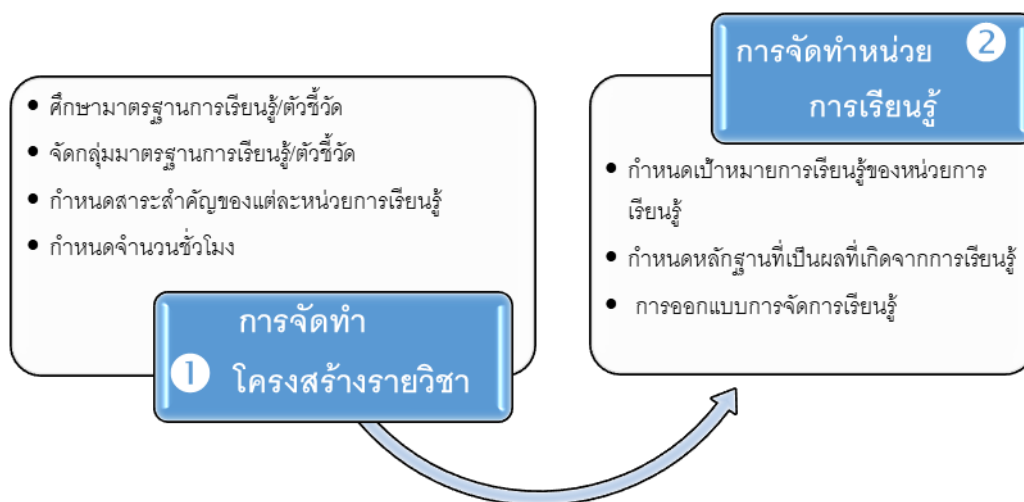 • ศึกษามาตรฐานการเรียนรู้/ตัวชี้วัด
• จัดกลุ่มมาตรฐานการเรียนรู้/ตัวชี้วัด
• กำหนดสาระสำคัญของแต่ละหน่วยการเรียนรู้
• กำหนดจำนวนชั่วโมง
การจัดทำ
❶ โครงสร้างรายวิชา
การจัดทำหน่วย ❷
การเรียนรู้
• กำหนดเป้าหมายการเรียนรู้ของหน่วยการ
เรียนรู้
• กำหนดหลักฐานที่เป็นผลที่เกิดจากการเรียนรู้
• การออกแบบการจัดการเรียนรู้